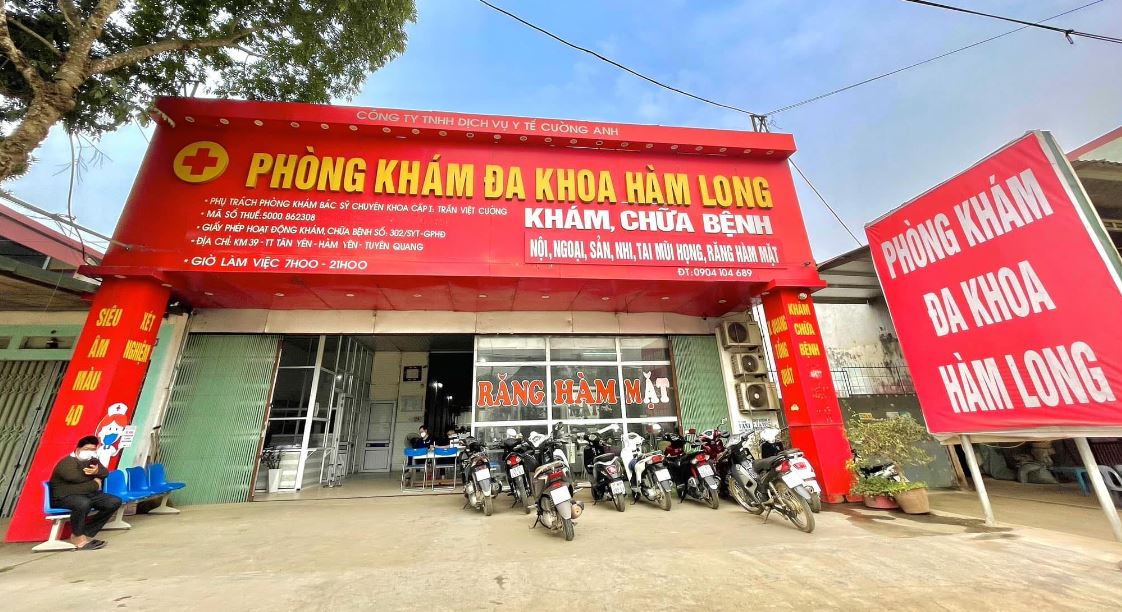 CÔNG TY TNHH DỊCH VỤ Y TẾ CƯỜNG ANH
PHÒNG KHÁM ĐA KHOA HÀM LONG
• PHỤ TRÁCH PHÒNG KHÁM BÁC SỸ CHUYÊN KHOA CẤP I: TRẦN VIỆT CƯỜNG
• MÃ SỐ THUẾ:5000 862308
• GIẤY PHÉP HOẠT ĐỘNG KHÁM, CHỮA BỆNH SỐ: 302/SYT-GPHĐ
• ĐỊA CHỈ: KM 39 - TT TÂN YÊN - HÀM YÊN - TUYÊN QUANG
• GIỜ LÀM VIỆC 7H00 - 21H00
KHÁM, CHỮA BỆNH
NỘI, NGOẠI, SẢN, NHI, TAI MŨI HỌNG, RĂNG HÀM MẶT
ĐT:0904 104 689
SIÊU
ÂM
MÀU
4D
XÉT
NGHIỆM
RĂNG HÀM MẶT
QUANG
TỔNG
QUÁT
KHÁM
CHỮA
BỆNH
PHÒNG KHÁM
ĐA KHOA
HÀM LONG